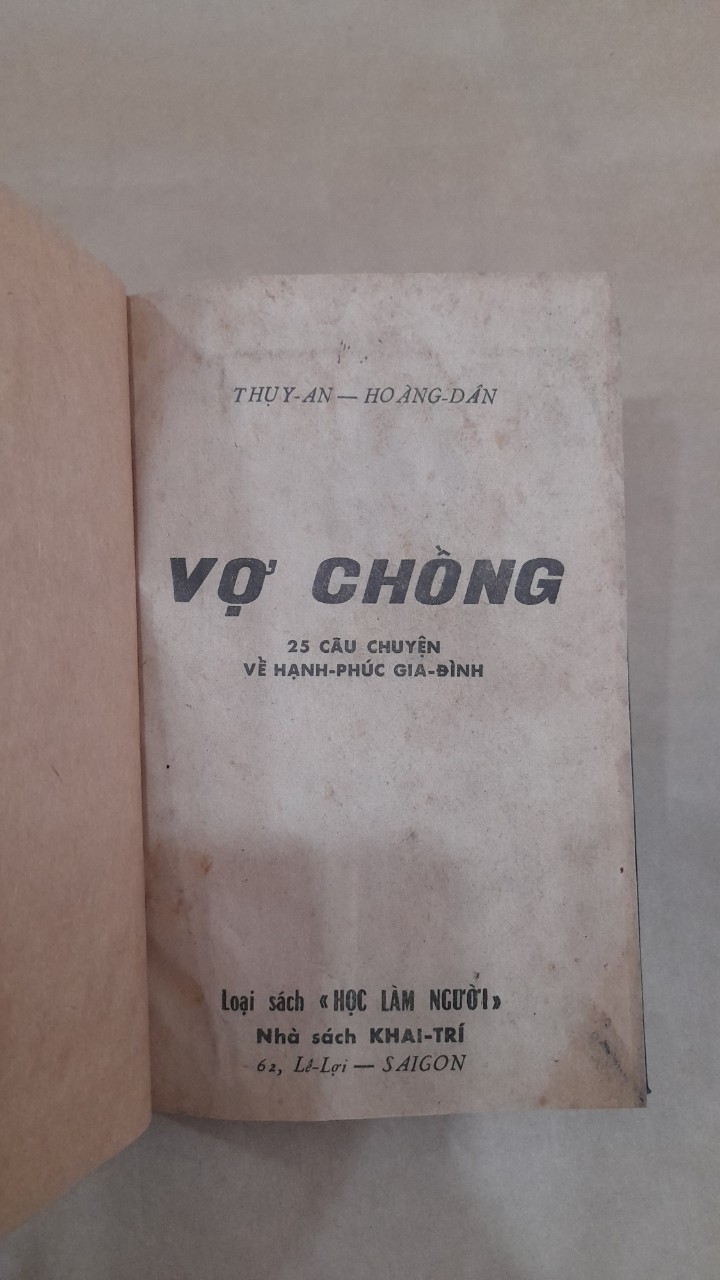 THỤY-AN — HOÀNG-DÂN
VỢ CHỒNG
25 CÂU CHUYỆN
VỀ HẠNH-PHÚC GIA-ĐÌNH
Loại sách «HỌC LÀM NGƯỜI»
Nhà sách KHAI-TRÍ
62, Lê-Lợi — SAIGON